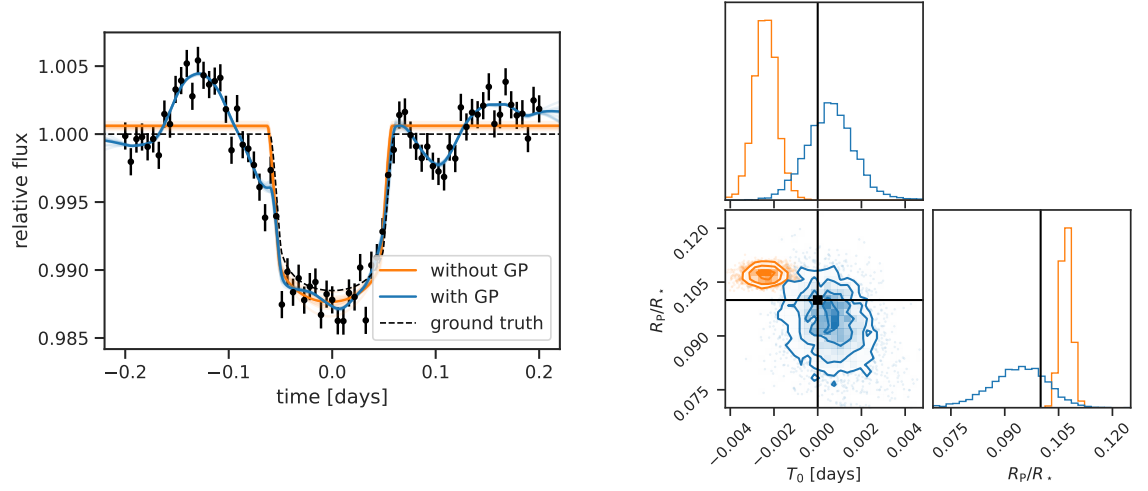 relative flux
1.005
1.000
0.995
0.990
0.985
−0.2
−0.1
0.0
0.1
0.2
time [days]
without GP
with GP
ground truth
R_P/R_⋆
0.120
0.105
0.090
0.075
−0.004
−0.002
0.000
0.002
0.004
T_0 [days]
0.075
0.090
0.105
0.120
R_P/R_⋆